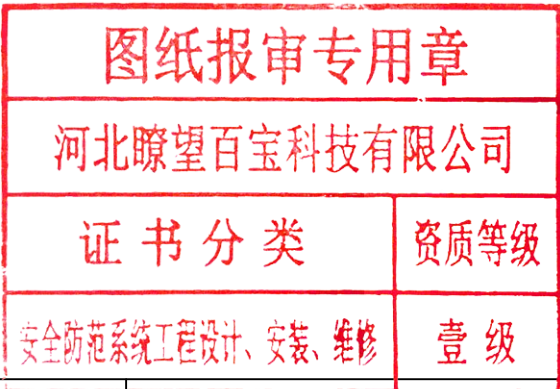 图纸报审专用章
河北瞭望百宝科技有限公司
证书分类 资质等级
安全防范系统工程设计、安装、维修 壹级